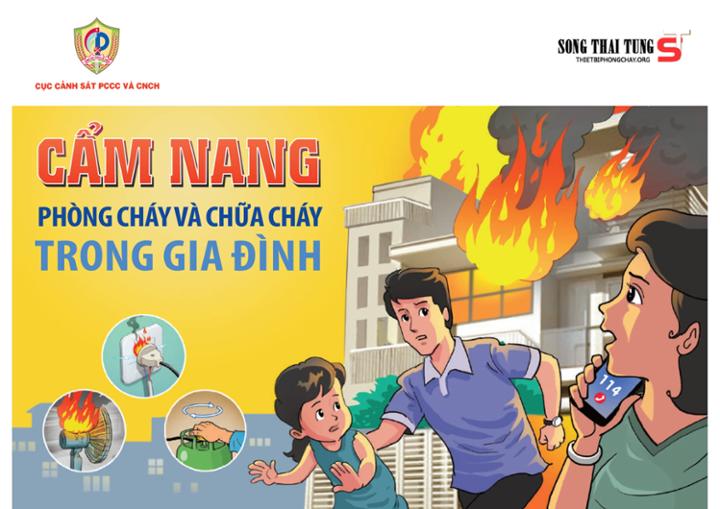 CỤC CẢNH SÁT PCCC VÀ CNCH
SONG THAI TUNG
THIETBIPHONGCHAY.ORG
CẨM NANG
PHÒNG CHÁY VÀ CHỮA CHÁY
TRONG GIA ĐÌNH
114